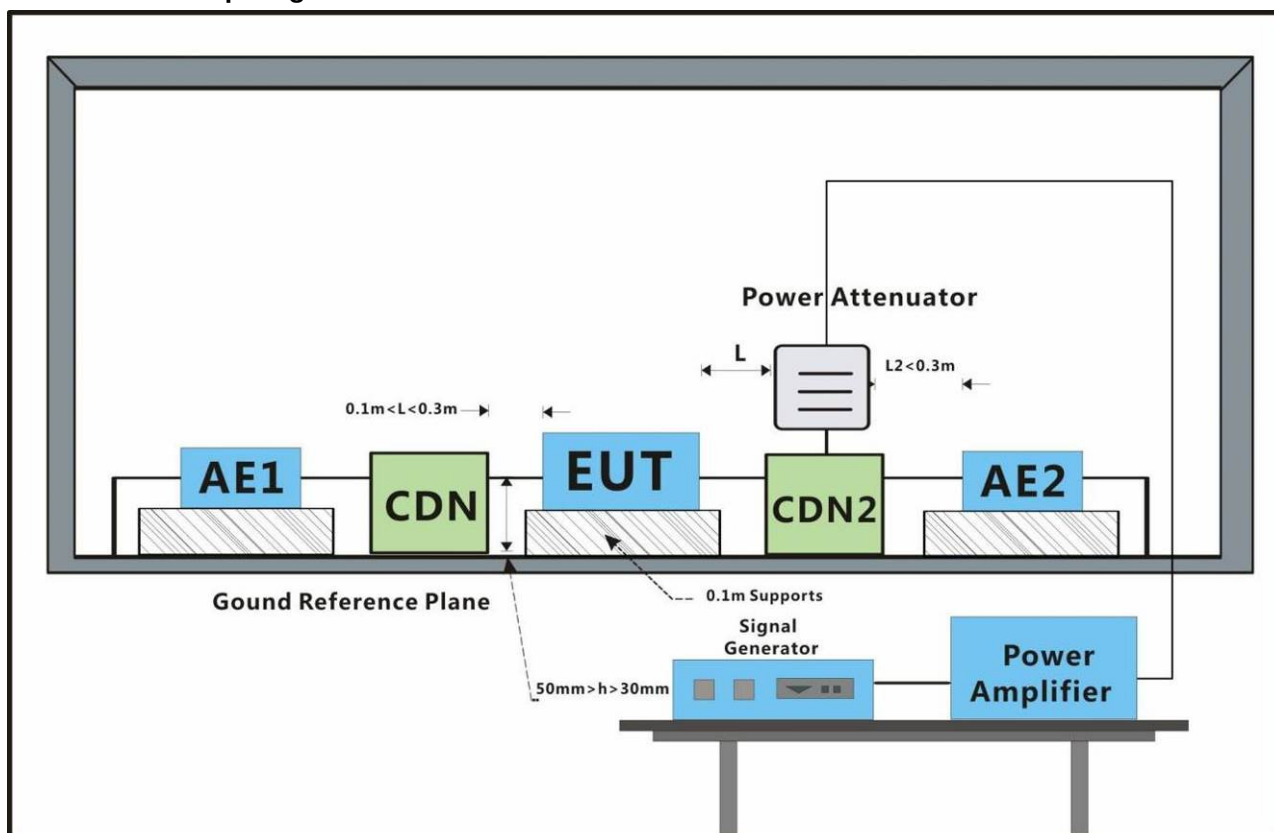 Power Attenuator
L
L2<0.3m
0.1m<L<0.3m
AE1
CDN
EUT
CDN2
AE2
Gound Reference Plane
0.1m Supports
Signal
Generator
Power
Amplifier
50mm>h>30mm